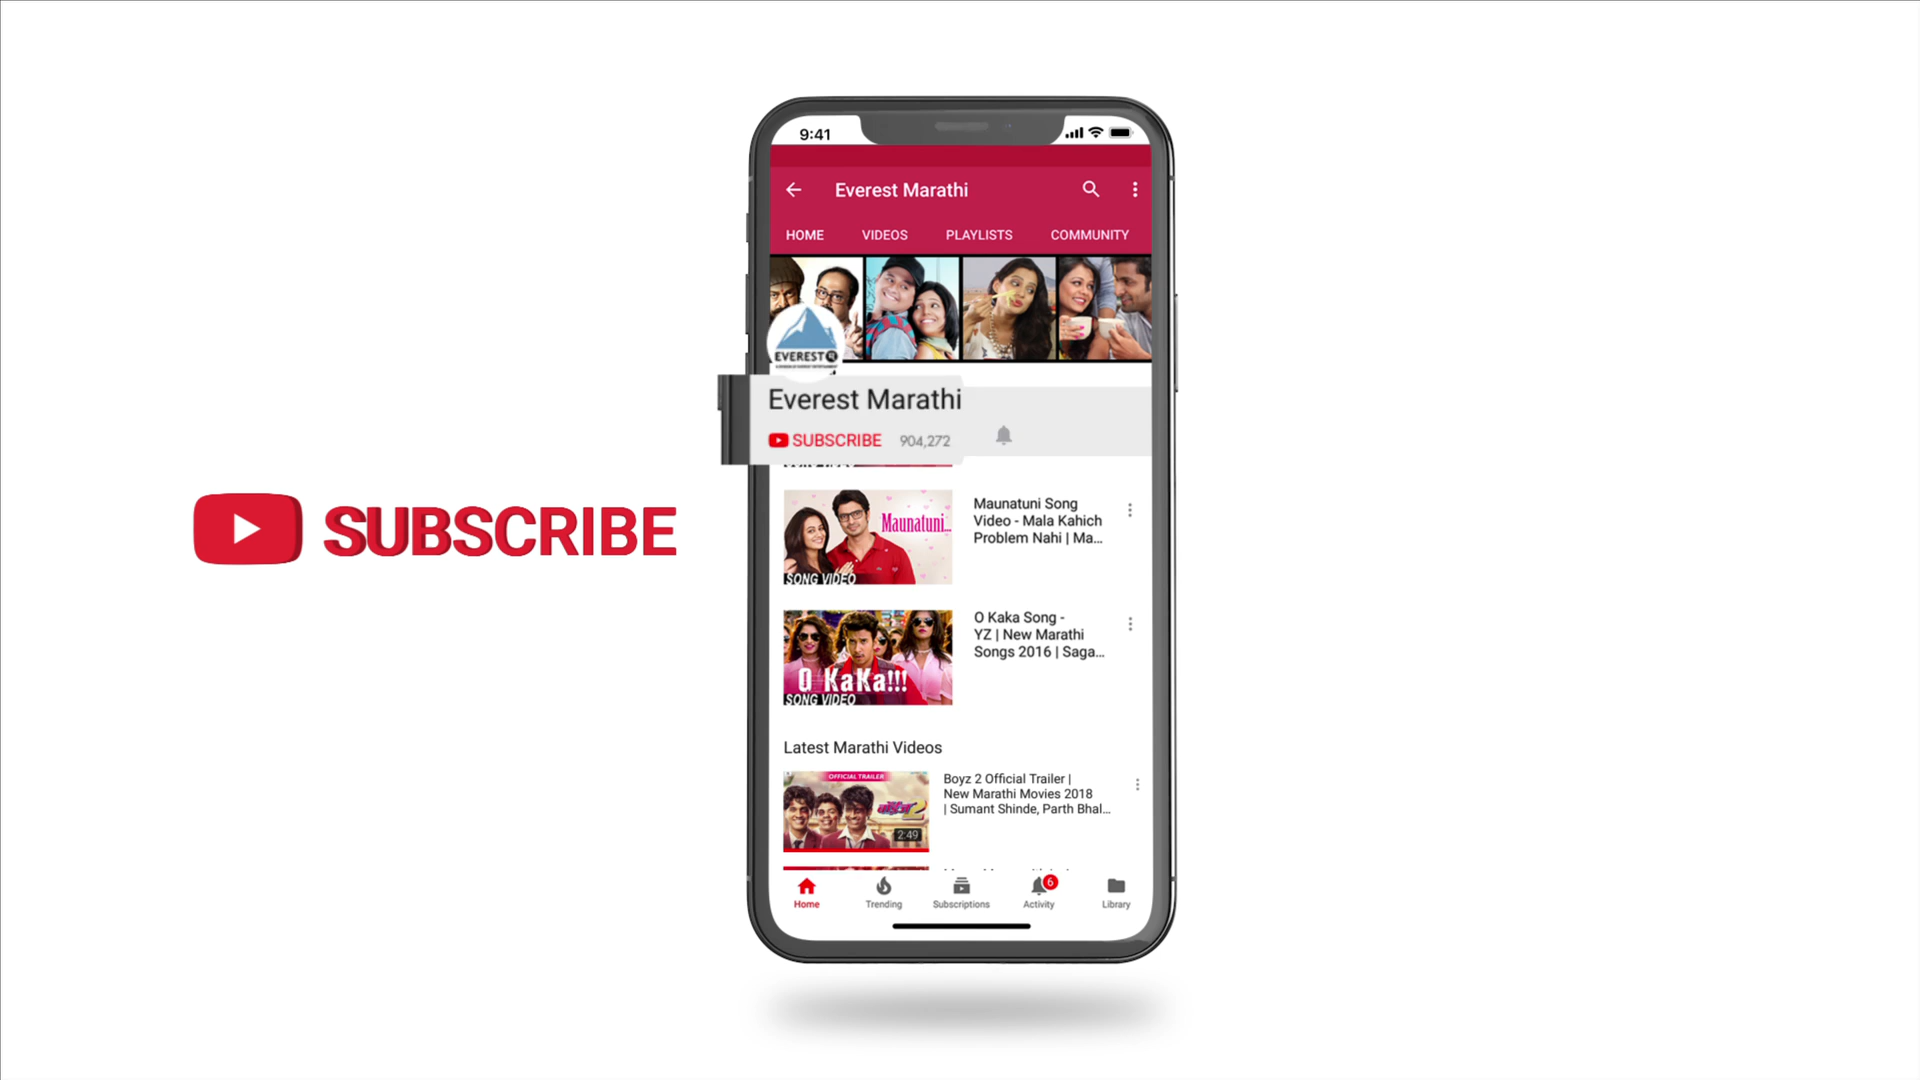 9:41
Everest Marathi
HOME
VIDEOS
PLAYLISTS
COMMUNITY
EVEREST म
Everest Marathi
SUBSCRIBE 904,272
SUBSCRIBE
Maunatuni...
SONG VIDEO
Maunatuni Song
Video - Mala Kahich
Problem Nahi | Ma...
O KaKa!!!
SONG VIDEO
O Kaka Song -
YZ | New Marathi
Songs 2016 | Saga...
Latest Marathi Videos
OFFICIAL TRAILER
बॉईज 2
2:49
Boyz 2 Official Trailer |
New Marathi Movies 2018
| Sumant Shinde, Parth Bhal...
6
Home
Trending
Subscriptions
Activity
Library